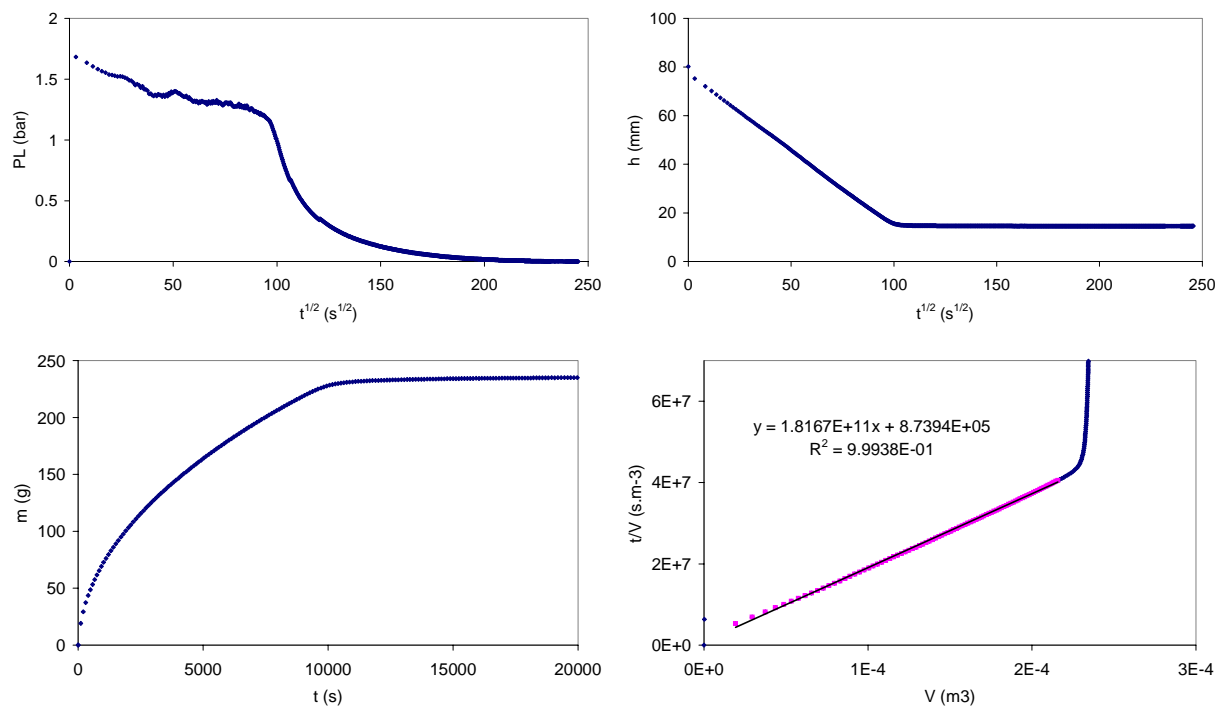 2
1.5
1
0.5
0
PL (bar)
0 50 100 150 200 250
t^1/2 (s^1/2)
100
80
60
40
20
0
h (mm)
0 50 100 150 200 250
t^1/2 (s^1/2)
250
200
150
100
50
0
m (g)
0 5000 10000 15000 20000
t (s)
6E+7
4E+7
2E+7
0E+0
t/V (s.m-3)
y = 1.8167E+11x + 8.7394E+05
R^2 = 9.9938E-01
0E+0 1E-4 2E-4 3E-4
V (m3)